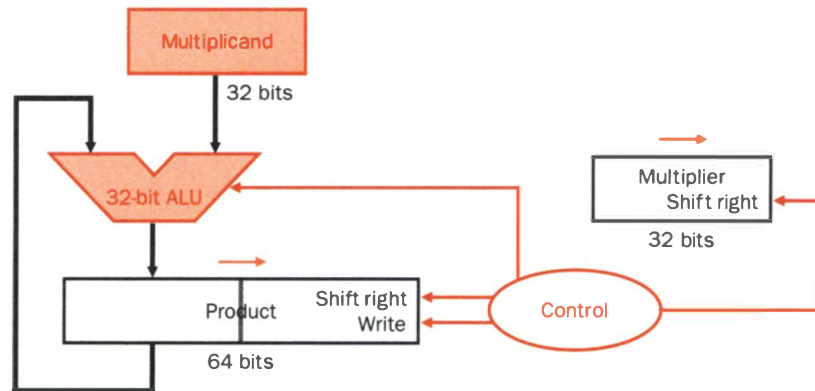 Multiplicand
32 bits
32-bit ALU
Multiplier
Shift right
32 bits
Product
Shift right
Write
64 bits
Control